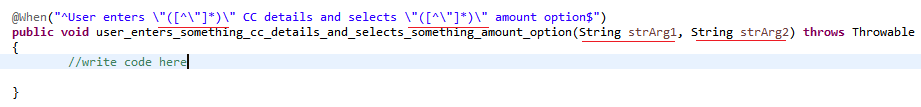 @When("^User enters \"([^\"]*)\" CC details and selects \"([^\"]*)\" amount option$")
public void user_enters_something_cc_details_and_selects_something_amount_option(String strArg1, String strArg2) throws Throwable
{
//write code here
}